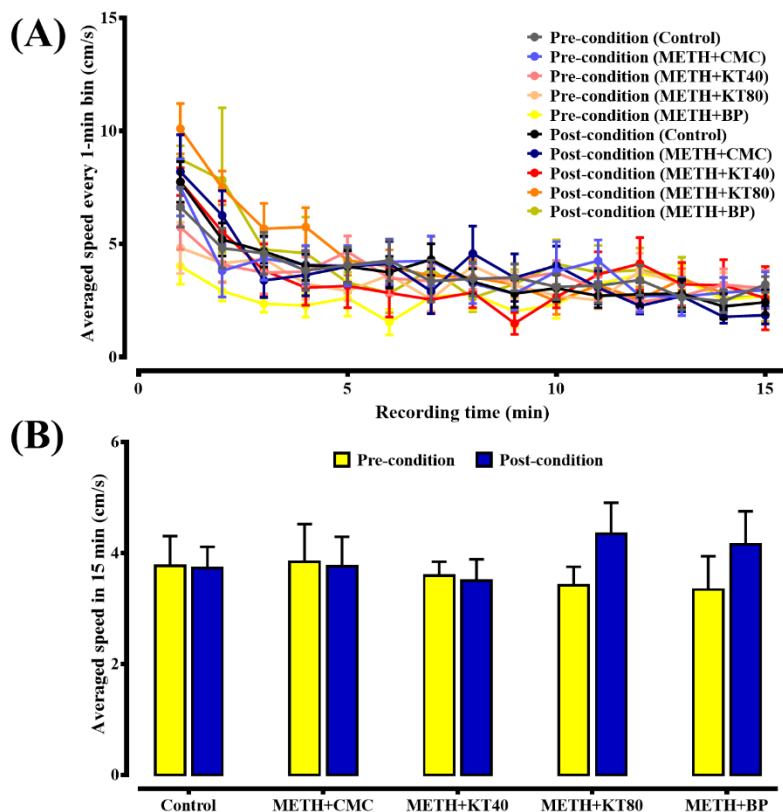 (A)
Averaged speed every 1-min bin (cm/s)
15
10
5
0
Pre-condition (Control)
Pre-condition (METH+CMC)
Pre-condition (METH+KT40)
Pre-condition (METH+KT80)
Pre-condition (METH+BP)
Post-condition (Control)
Post-condition (METH+CMC)
Post-condition (METH+KT40)
Post-condition (METH+KT80)
Post-condition (METH+BP)
0 5 10 15
Recording time (min)
(B)
Averaged speed in 15 min (cm/s)
6
4
2
0
Pre-condition Post-condition
Control METH+CMC METH+KT40 METH+KT80 METH+BP